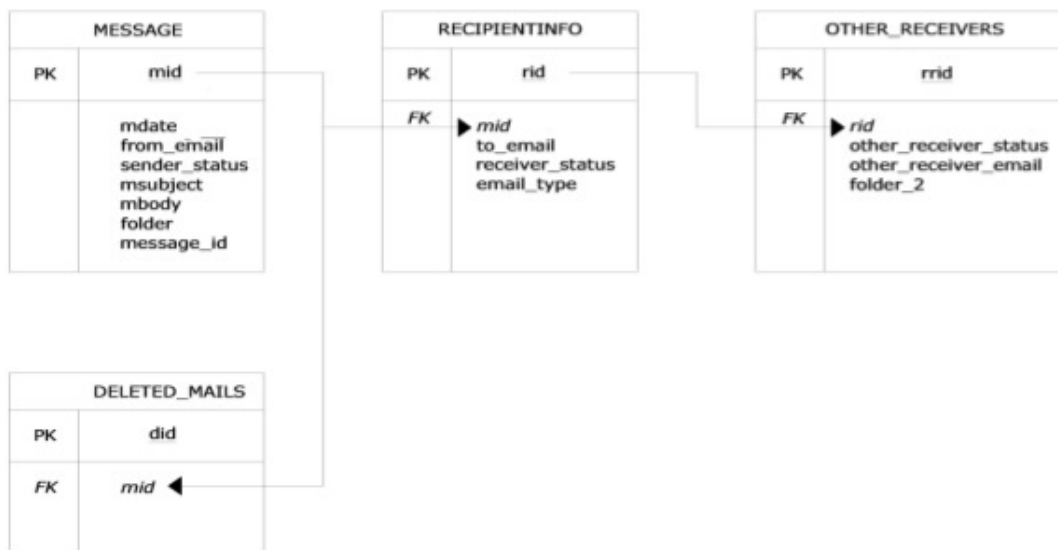 MESSAGE
PK mid
mdate
from_email
sender_status
msubject
mbody
folder
message_id
RECIPIENTINFO
PK rid
FK mid
to_email
receiver_status
email_type
OTHER_RECEIVERS
PK rrid
FK rid
other_receiver_status
other_receiver_email
folder_2
DELETED_MAILS
PK did
FK mid